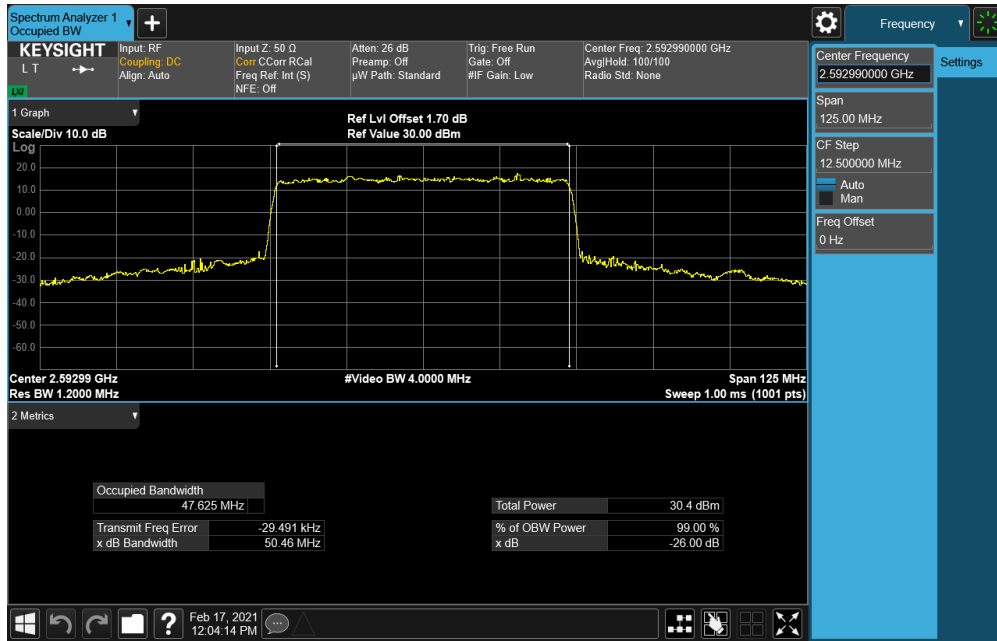 Spectrum Analyzer 1
Occupied BW
Frequency
KEYSIGHT
L T
LXI
Input: RF
Coupling: DC
Align: Auto
Input Z: 50 Ω
Corr CCorr RCal
Freq Ref: Int (S)
NFE: Off
Atten: 26 dB
Preamp: Off
µW Path: Standard
Trig: Free Run
Gate: Off
#IF Gain: Low
Center Freq: 2.592990000 GHz
Avg|Hold: 100/100
Radio Std: None
Center Frequency
2.592990000 GHz
Settings
Span
125.00 MHz
CF Step
12.500000 MHz
Auto
Man
Freq Offset
0 Hz
1 Graph
Scale/Div 10.0 dB
Ref Lvl Offset 1.70 dB
Ref Value 30.00 dBm
Log
20.0
10.0
0.00
-10.0
-20.0
-30.0
-40.0
-50.0
-60.0
Center 2.59299 GHz
#Video BW 4.0000 MHz
Span 125 MHz
Res BW 1.2000 MHz
Sweep 1.00 ms (1001 pts)
2 Metrics
Occupied Bandwidth
47.625 MHz
Total Power 30.4 dBm
Transmit Freq Error -29.491 kHz
% of OBW Power 99.00 %
x dB Bandwidth 50.46 MHz
x dB -26.00 dB
?
Feb 17, 2021
12:04:14 PM